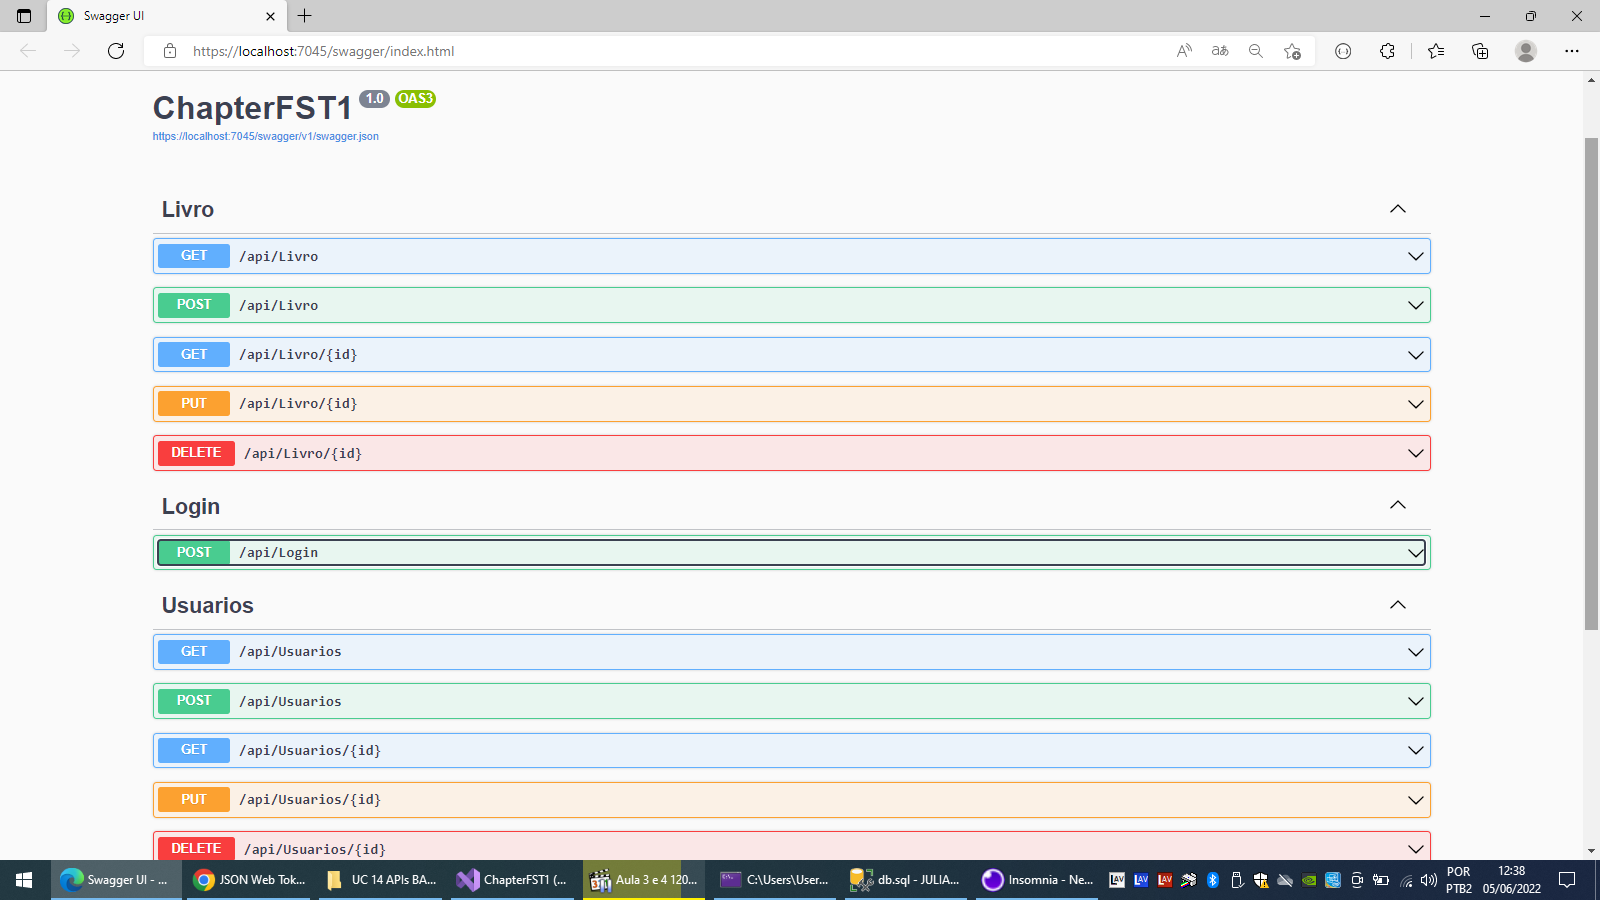 Swagger UI
https://localhost:7045/swagger/index.html
ChapterFST1 1.0 OAS3
https://localhost:7045/swagger/v1/swagger.json
Livro
GET /api/Livro
POST /api/Livro
GET /api/Livro/{id}
PUT /api/Livro/{id}
DELETE /api/Livro/{id}
Login
POST /api/Login
Usuarios
GET /api/Usuarios
POST /api/Usuarios
GET /api/Usuarios/{id}
PUT /api/Usuarios/{id}
DELETE /api/Usuarios/{id}
Swagger UI - ... JSON Web Tok... UC 14 APIs BA... ChapterFST1 (... Aula 3 e 4 120... C:\Users\User... db.sql - JULIA... Insomnia - Ne... LAV LAV LAV POR 12:38
PTB2 05/06/2022